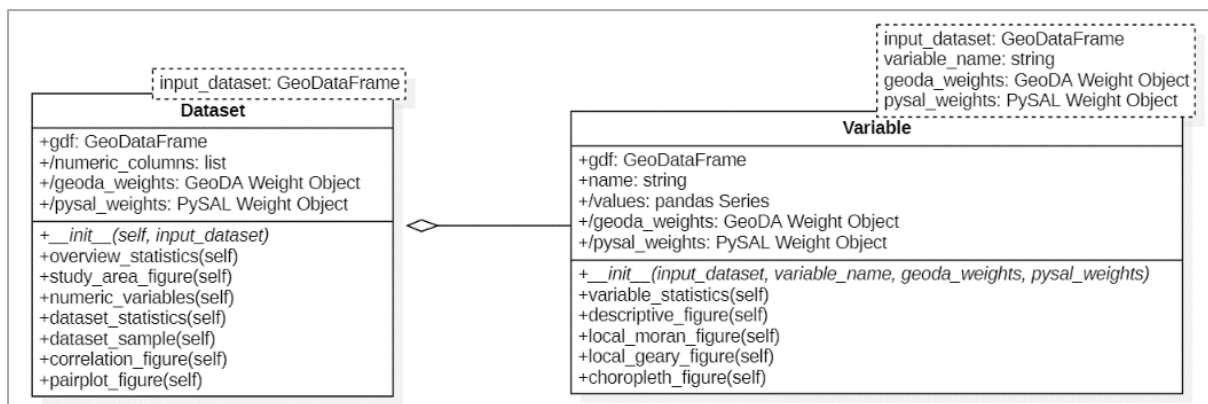 input_dataset: GeoDataFrame
Dataset
+gdf: GeoDataFrame
+/numeric_columns: list
+/geoda_weights: GeoDA Weight Object
+/pysal_weights: PySAL Weight Object
+__init__(self, input_dataset)
+overview_statistics(self)
+study_area_figure(self)
+numeric_variables(self)
+dataset_statistics(self)
+dataset_sample(self)
+correlation_figure(self)
+pairplot_figure(self)
input_dataset: GeoDataFrame
variable_name: string
geoda_weights: GeoDA Weight Object
pysal_weights: PySAL Weight Object
Variable
+gdf: GeoDataFrame
+name: string
+/values: pandas Series
+/geoda_weights: GeoDA Weight Object
+/pysal_weights: PySAL Weight Object
+__init__(input_dataset, variable_name, geoda_weights, pysal_weights)
+variable_statistics(self)
+descriptive_figure(self)
+local_moran_figure(self)
+local_geary_figure(self)
+choropleth_figure(self)